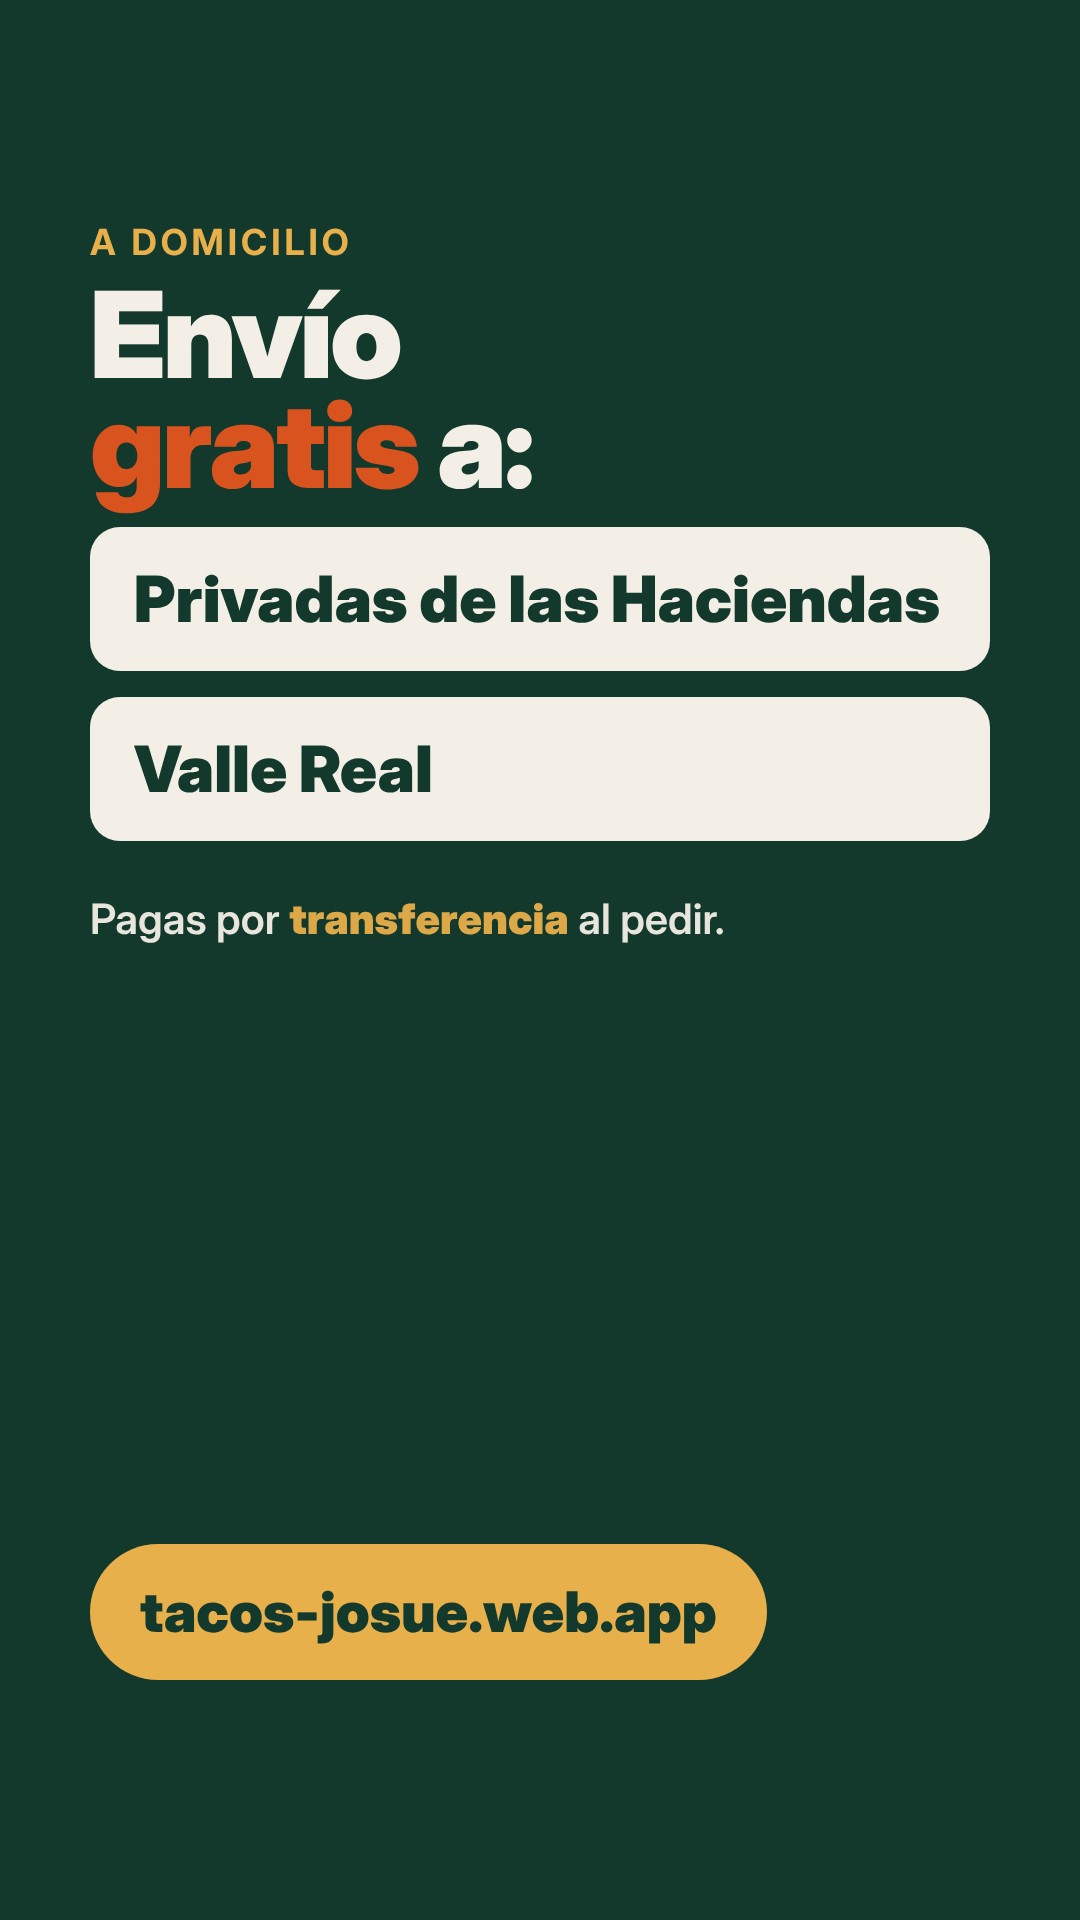 A DOMICILIO
Envío
gratis a:
Privadas de las Haciendas
Valle Real
Pagas por transferencia al pedir.
tacos-josue.web.app